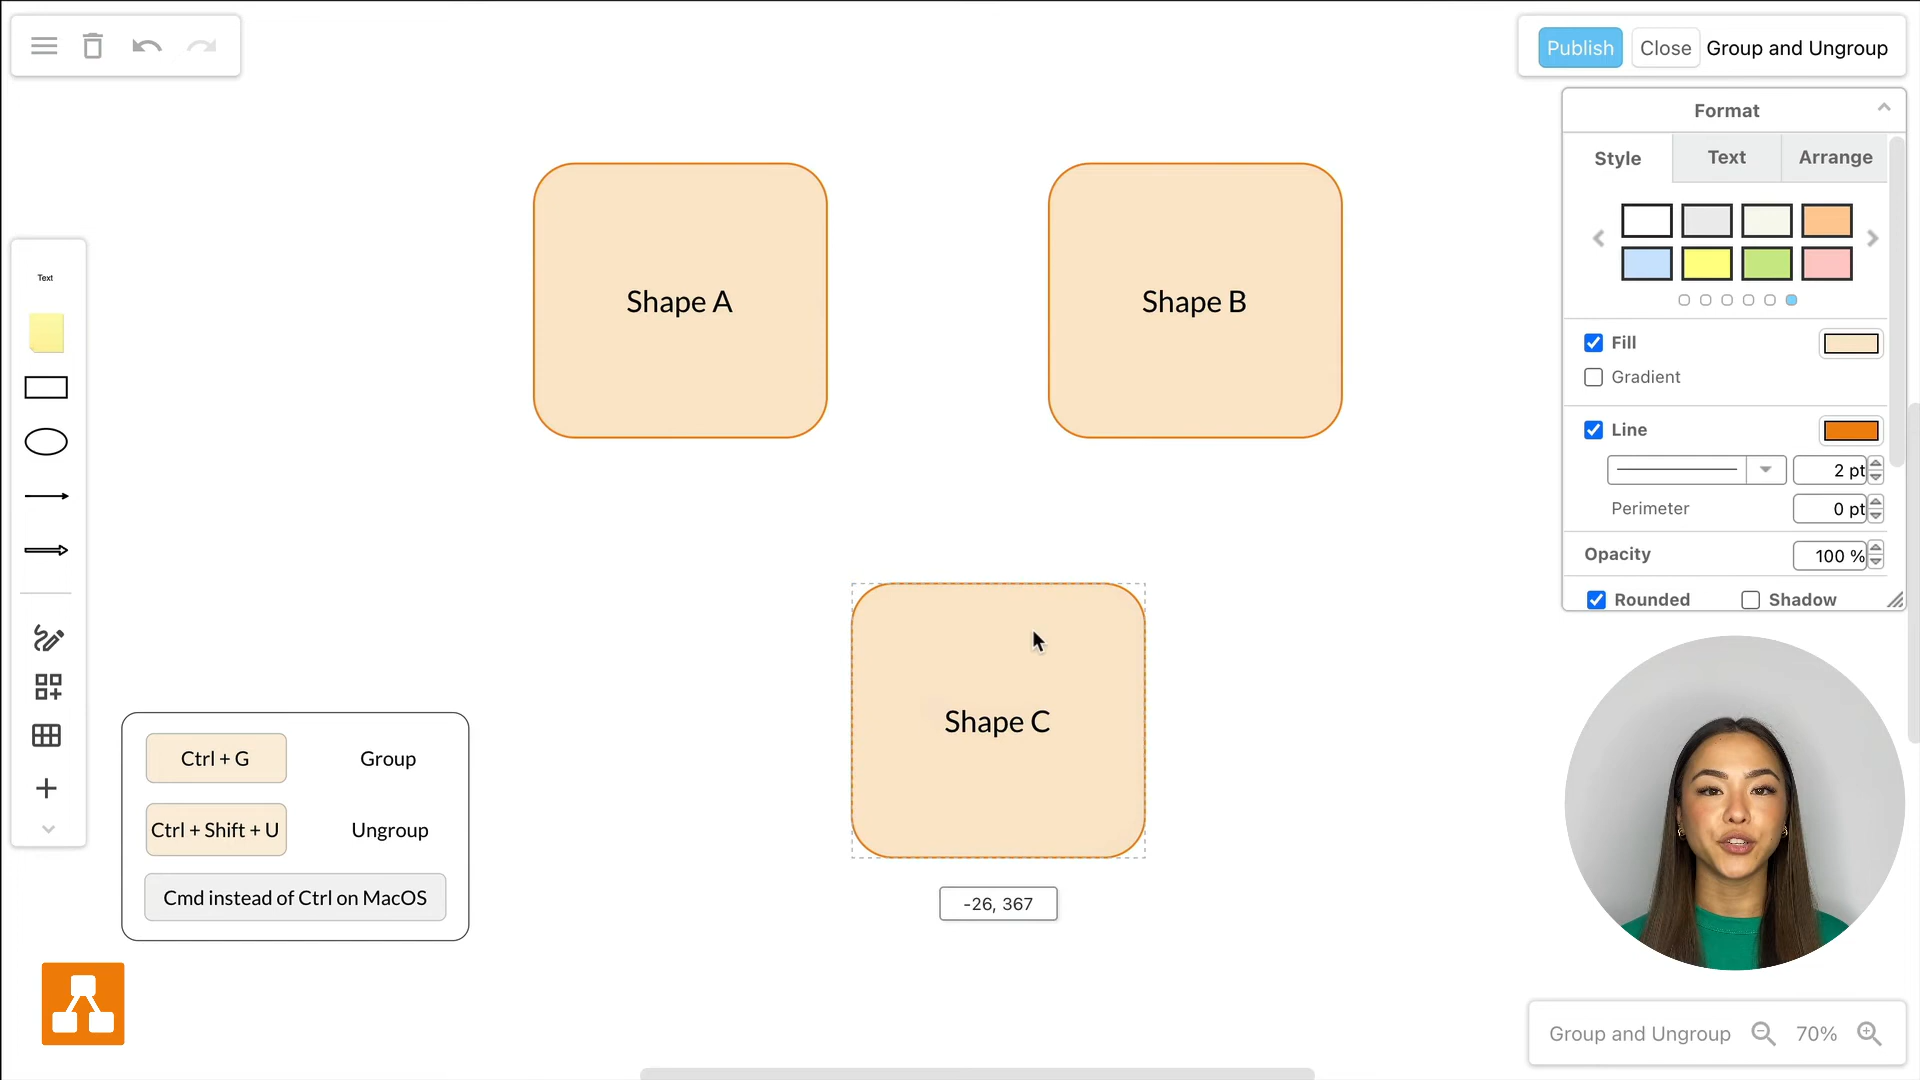 Publish
Close
Group and Ungroup
Format
Style
Text
Arrange
Shape A
Shape B
Text
Fill
Gradient
Line
2 pt
Perimeter
0 pt
Opacity
100 %
Rounded
Shadow
Shape C
Ctrl + G
Group
Ctrl + Shift + U
Ungroup
Cmd instead of Ctrl on MacOS
-26, 367
Group and Ungroup
70%